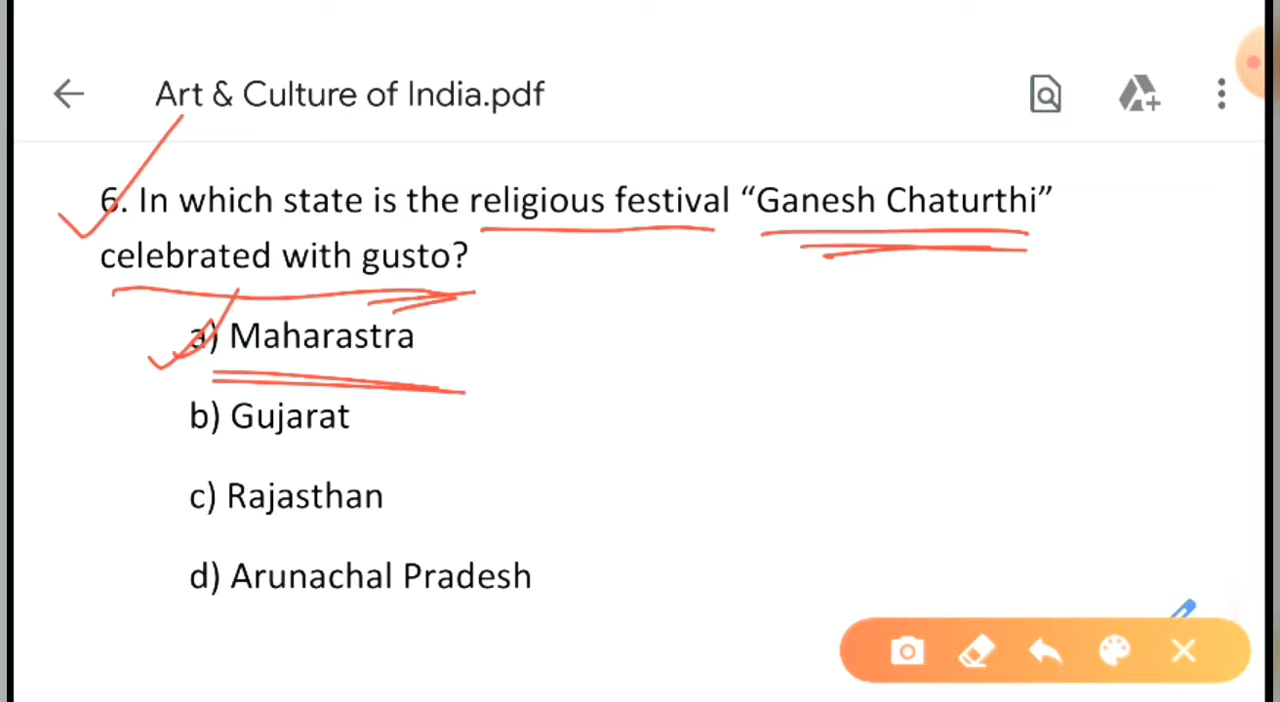 Art & Culture of India.pdf
6. In which state is the religious festival “Ganesh Chaturthi”
celebrated with gusto?
a) Maharastra
b) Gujarat
c) Rajasthan
d) Arunachal Pradesh